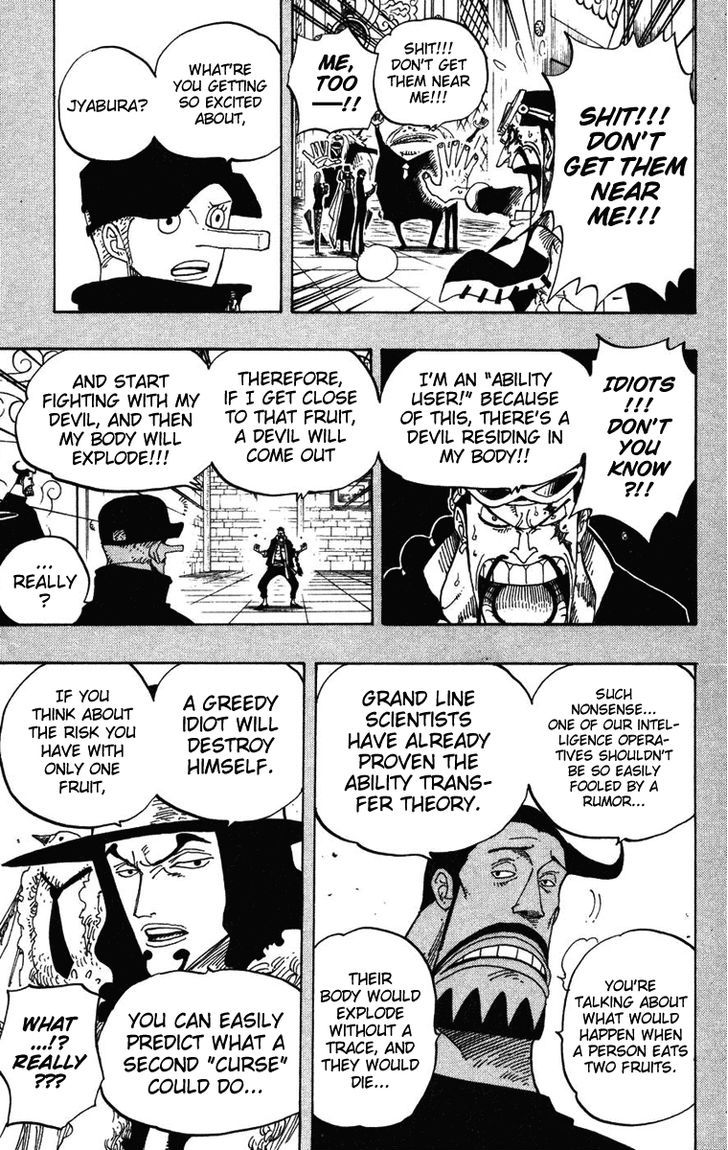 SHIT!!!
DON'T
GET THEM
NEAR
ME!!!
SHIT!!!
DON'T GET
THEM NEAR
ME!!!
ME,
TOO
—!!
WHAT'RE
YOU GETTING
SO EXCITED
ABOUT,
JYABURA?
IDIOTS
!!!
DON'T
YOU
KNOW
?!!
I'M AN "ABILITY
USER!" BECAUSE
OF THIS, THERE'S A
DEVIL RESIDING IN
MY BODY!!
THEREFORE,
IF I GET CLOSE
TO THAT FRUIT,
A DEVIL WILL
COME OUT
AND START
FIGHTING WITH MY
DEVIL, AND THEN
MY BODY WILL
EXPLODE!!!
...
REALLY
?
SUCH
NONSENSE...
ONE OF OUR INTEL-
LIGENCE OPERA-
TIVES SHOULDN'T
BE SO EASILY
FOOLED BY A
RUMOR...
GRAND LINE
SCIENTISTS
HAVE ALREADY
PROVEN THE
ABILITY TRANS-
FER THEORY.
YOU'RE
TALKING ABOUT
WHAT WOULD
HAPPEN WHEN
A PERSON EATS
TWO FRUITS.
THEIR
BODY WOULD
EXPLODE
WITHOUT A
TRACE, AND
THEY WOULD
DIE...
A GREEDY
IDIOT WILL
DESTROY
HIMSELF.
IF YOU
THINK ABOUT
THE RISK YOU
HAVE WITH
ONLY ONE
FRUIT,
YOU CAN EASILY
PREDICT WHAT A
SECOND "CURSE"
COULD DO...
WHAT
...!?
REALLY
???